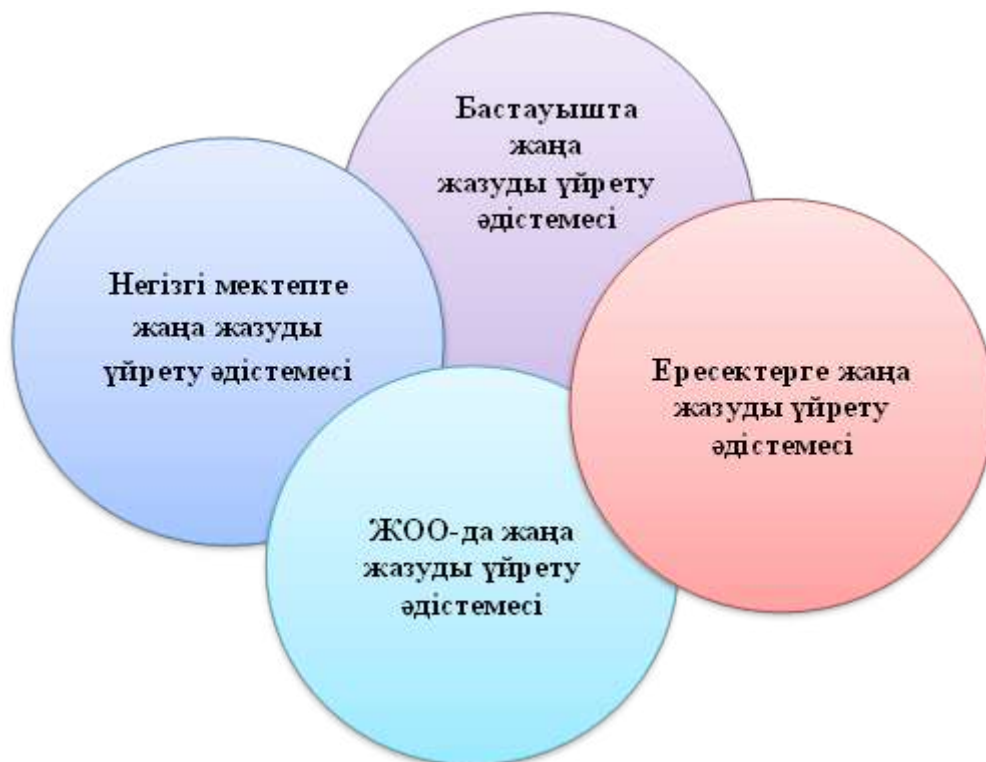 Бастауышта
жаңа
жазуды үйрету
әдістемесі
Негізгі мектепте
жаңа жазуды
үйрету әдістемесі
Ересектерге жаңа
жазуды үйрету
әдістемесі
ЖОО-да жаңа
жазуды үйрету
әдістемесі